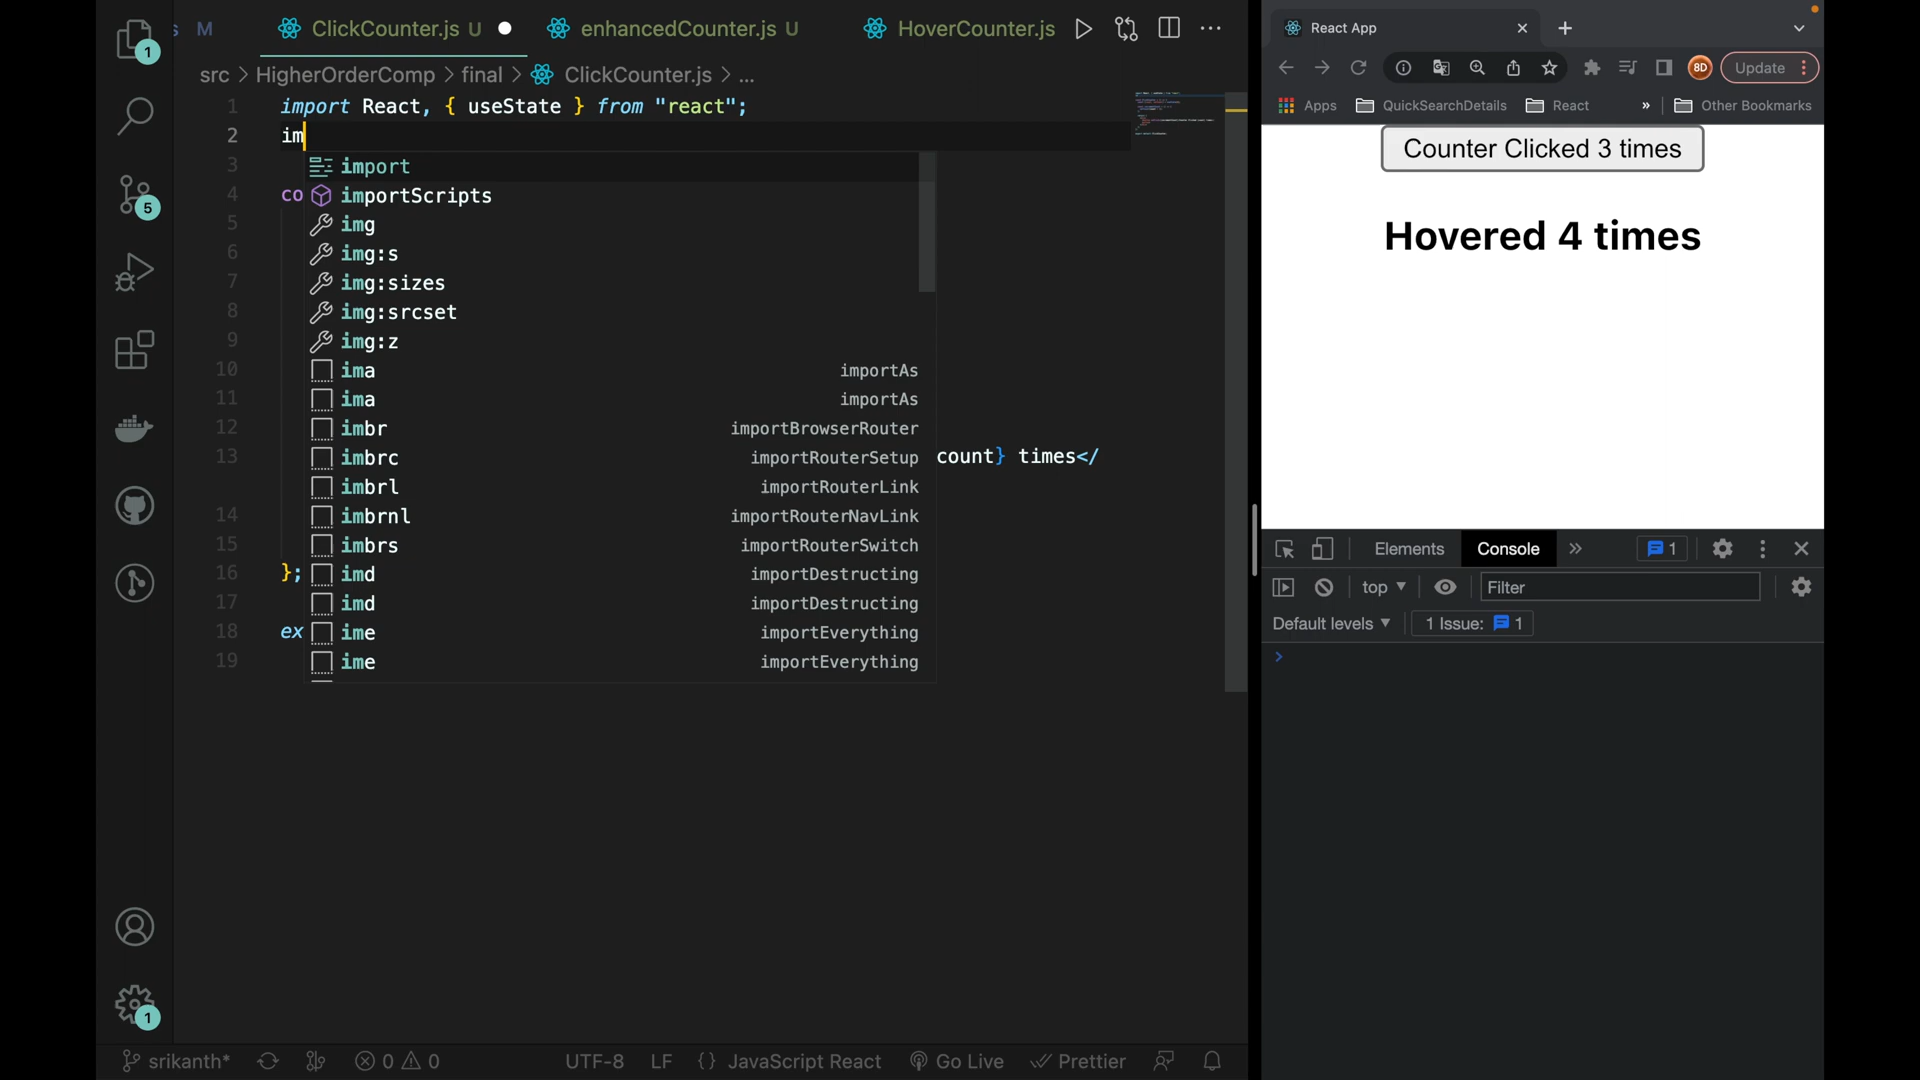 s M ClickCounter.js U enhancedCounter.js U HoverCounter.js
src > HigherOrderComp > final > ClickCounter.js > ...
1 import React, { useState } from "react";
2 im
3 import
4 co importScripts
5 img
6 img:s
7 img:sizes
8 img:srcset
9 img:z
10 ima importAs
11 ima importAs
12 imbr importBrowserRouter
13 imbrc importRouterSetup count} times</
imbrl importRouterLink
14 imbrnl importRouterNavLink
15 imbrs importRouterSwitch
16 }; imd importDestructing
17 imd importDestructing
18 ex ime importEverything
19 ime importEverything
1
5
1
srikanth* 0 0 UTF-8 LF {} JavaScript React Go Live Prettier
React App
8D Update
Apps QuickSearchDetails React » Other Bookmarks
Counter Clicked 3 times
Hovered 4 times
Elements Console » 1
top Filter
Default levels 1 Issue: 1
>